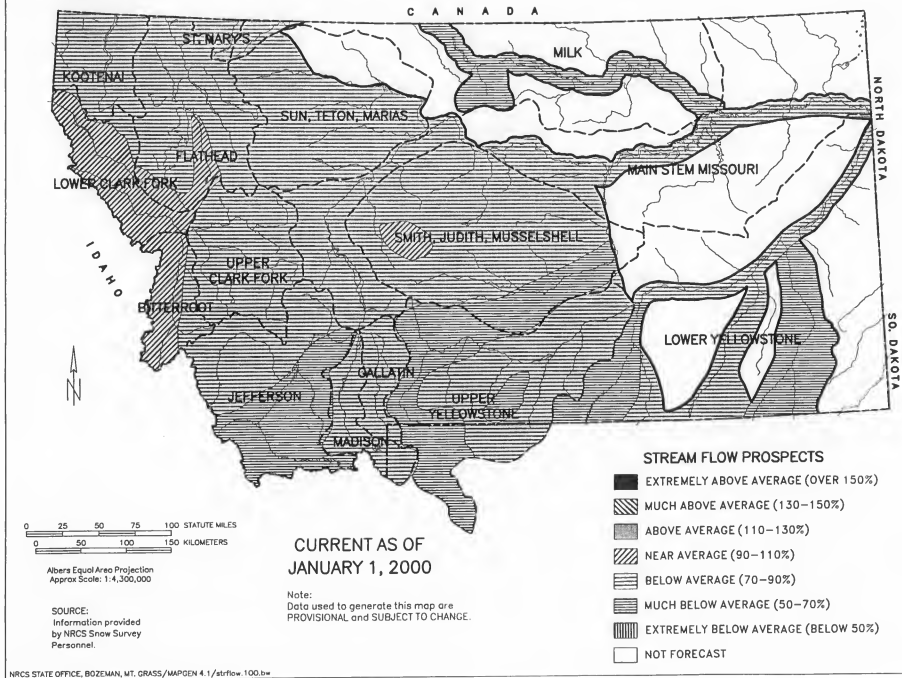 C A N A D A
ST. MARY'S
MILK
KOOTENAI
NORTH DAKOTA
SUN, TETON, MARIAS
FLATHEAD
MAIN STEM MISSOURI
LOWER CLARK FORK
SMITH, JUDITH, MUSSELSHELL
IDAHO
UPPER
CLARK FORK
BITTERROOT
SO. DAKOTA
LOWER YELLOWSTONE
N
GALLATIN
JEFFERSON
UPPER
YELLOWSTONE
MADISON
STREAM FLOW PROSPECTS
EXTREMELY ABOVE AVERAGE (OVER 150%)
MUCH ABOVE AVERAGE (130-150%)
ABOVE AVERAGE (110-130%)
NEAR AVERAGE (90-110%)
BELOW AVERAGE (70-90%)
MUCH BELOW AVERAGE (50-70%)
EXTREMELY BELOW AVERAGE (BELOW 50%)
NOT FORECAST
0 25 50 75 100 STATUTE MILES
0 50 100 150 KILOMETERS
Albers Equal Area Projection
Approx Scale: 1:4,300,000
SOURCE:
Information provided
by NRCS Snow Survey
Personnel.
CURRENT AS OF
JANUARY 1, 2000
Note:
Data used to generate this map are
PROVISIONAL and SUBJECT TO CHANGE.
NRCS STATE OFFICE, BOZEMAN, MT. GRASS/MAPGEN 4.1/strflow.100.bw